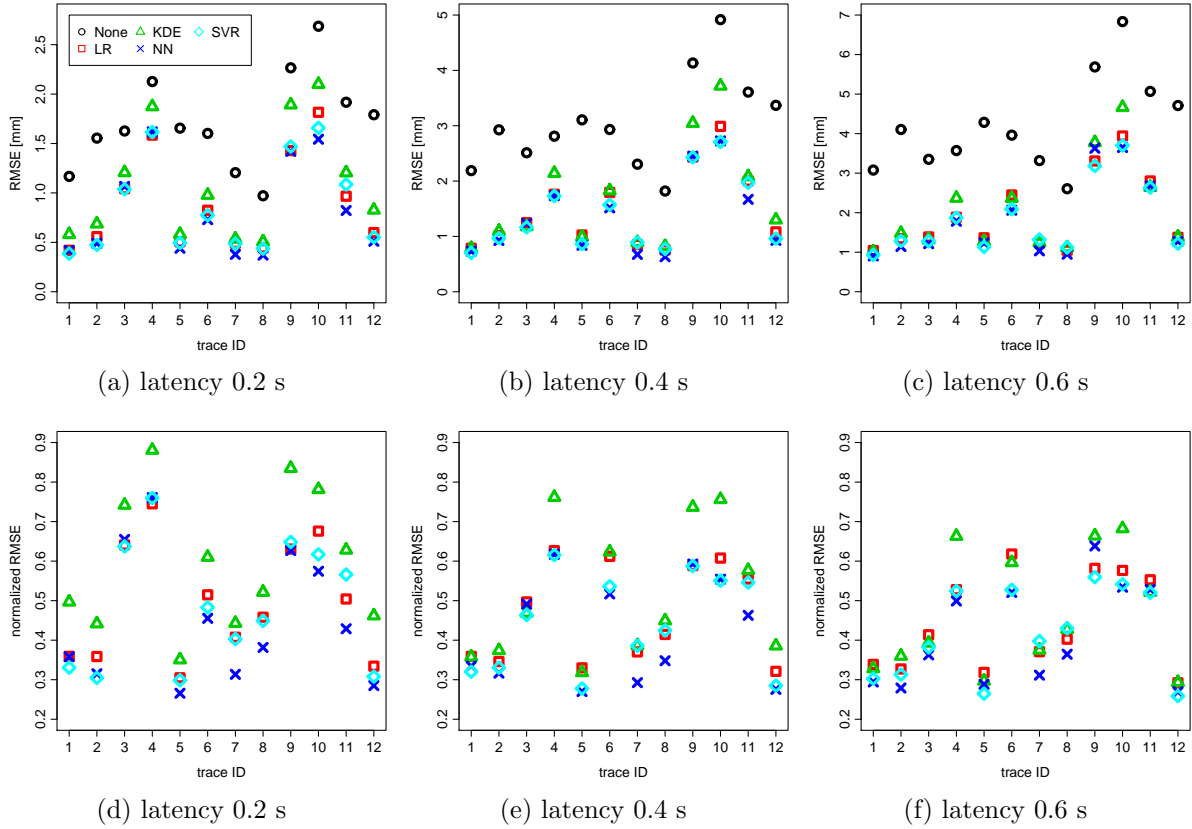 None
KDE
SVR
LR
NN
RMSE [mm]
0.0 0.5 1.0 1.5 2.0 2.5
1 2 3 4 5 6 7 8 9 10 11 12
trace ID
(a) latency 0.2 s
RMSE [mm]
0 1 2 3 4 5
1 2 3 4 5 6 7 8 9 10 11 12
trace ID
(b) latency 0.4 s
RMSE [mm]
0 1 2 3 4 5 6 7
1 2 3 4 5 6 7 8 9 10 11 12
trace ID
(c) latency 0.6 s
normalized RMSE
0.2 0.3 0.4 0.5 0.6 0.7 0.8 0.9
1 2 3 4 5 6 7 8 9 10 11 12
trace ID
(d) latency 0.2 s
normalized RMSE
0.2 0.3 0.4 0.5 0.6 0.7 0.8 0.9
1 2 3 4 5 6 7 8 9 10 11 12
trace ID
(e) latency 0.4 s
normalized RMSE
0.2 0.3 0.4 0.5 0.6 0.7 0.8 0.9
1 2 3 4 5 6 7 8 9 10 11 12
trace ID
(f) latency 0.6 s